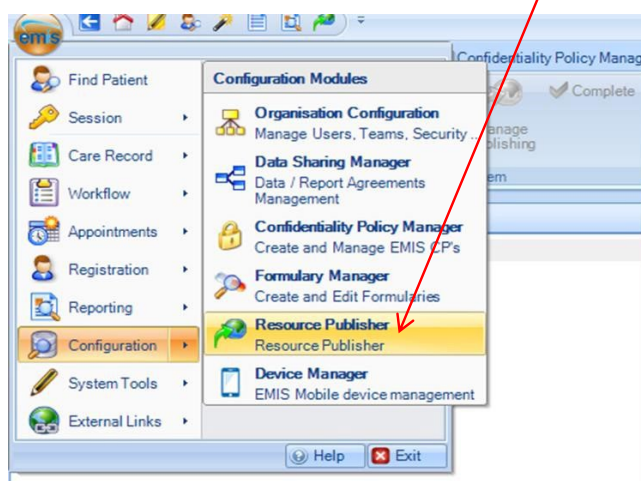 emis
Confidentiality Policy Manag
Find Patient
Session
Care Record
Workflow
Appointments
Registration
Reporting
Configuration
System Tools
External Links
Configuration Modules
Organisation Configuration
Manage Users, Teams, Security ..
Data Sharing Manager
Data / Report Agreements
Management
Confidentiality Policy Manager
Create and Manage EMIS CP's
Formulary Manager
Create and Edit Formularies
Resource Publisher
Resource Publisher
Device Manager
EMIS Mobile device management
Complete
anage
blishing
em
Help
Exit